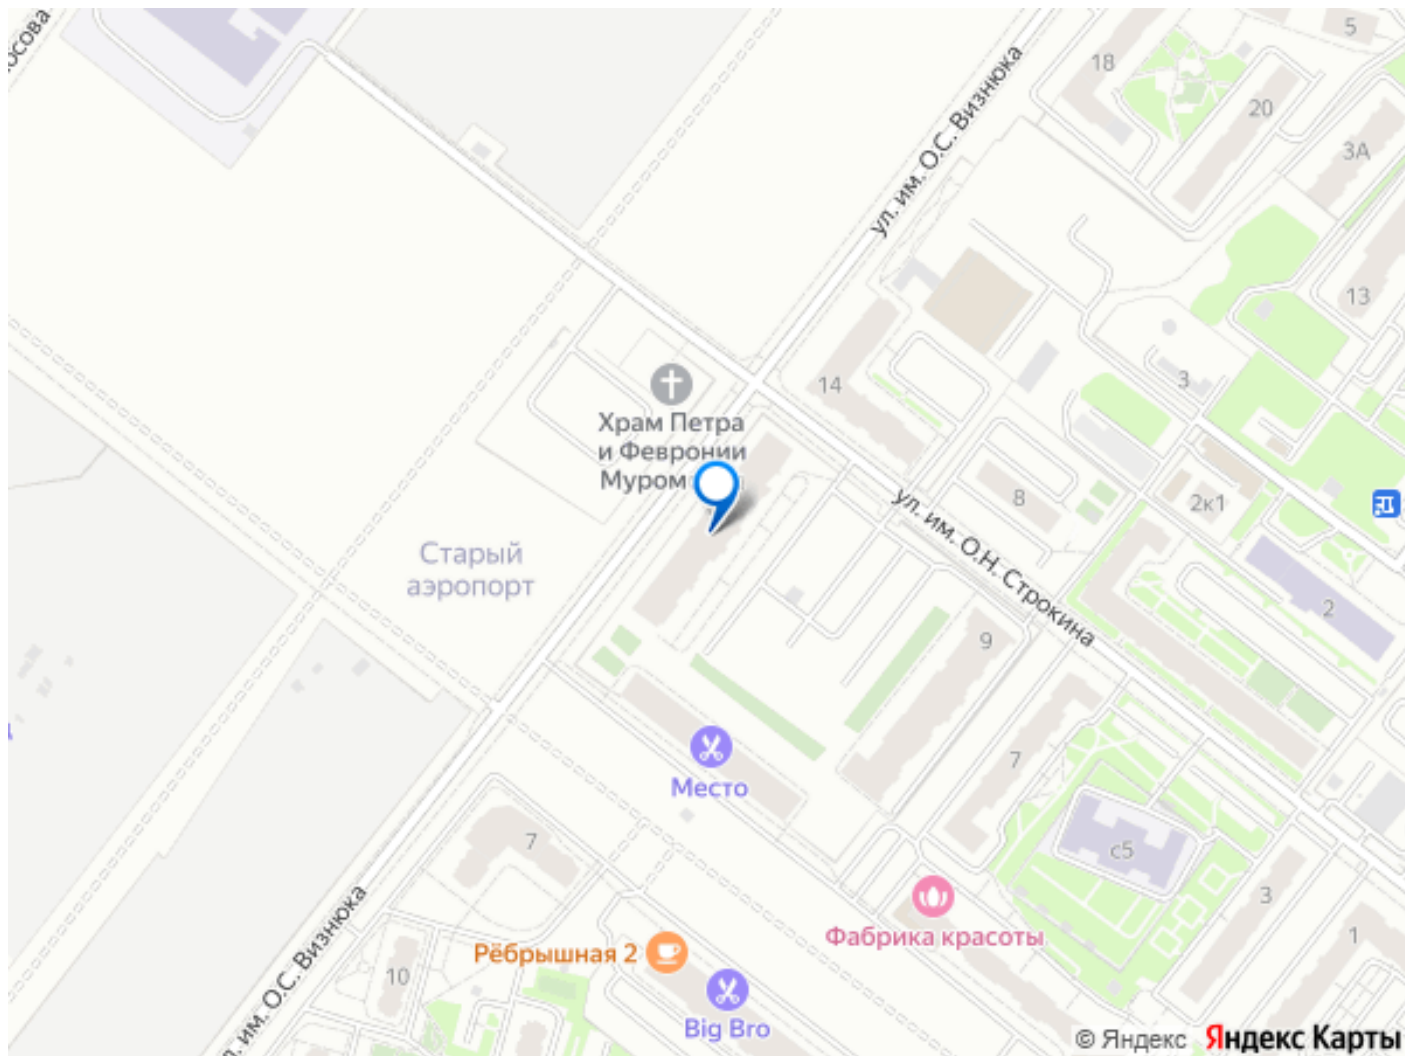 5
18
ул. им. О.С. Визнюка
20
3А
13
14
3
Храм Петра
и Февронии
Муром
8
2к1
ул. им. О.Н. Строкина
Старый
аэропорт
2
9
7
Место
7
с5
3
Фабрика красоты
1
Рёбрышная 2
10
Big Bro
ул. им. О.С. Визнюка
© Яндекс Яндекс Карты